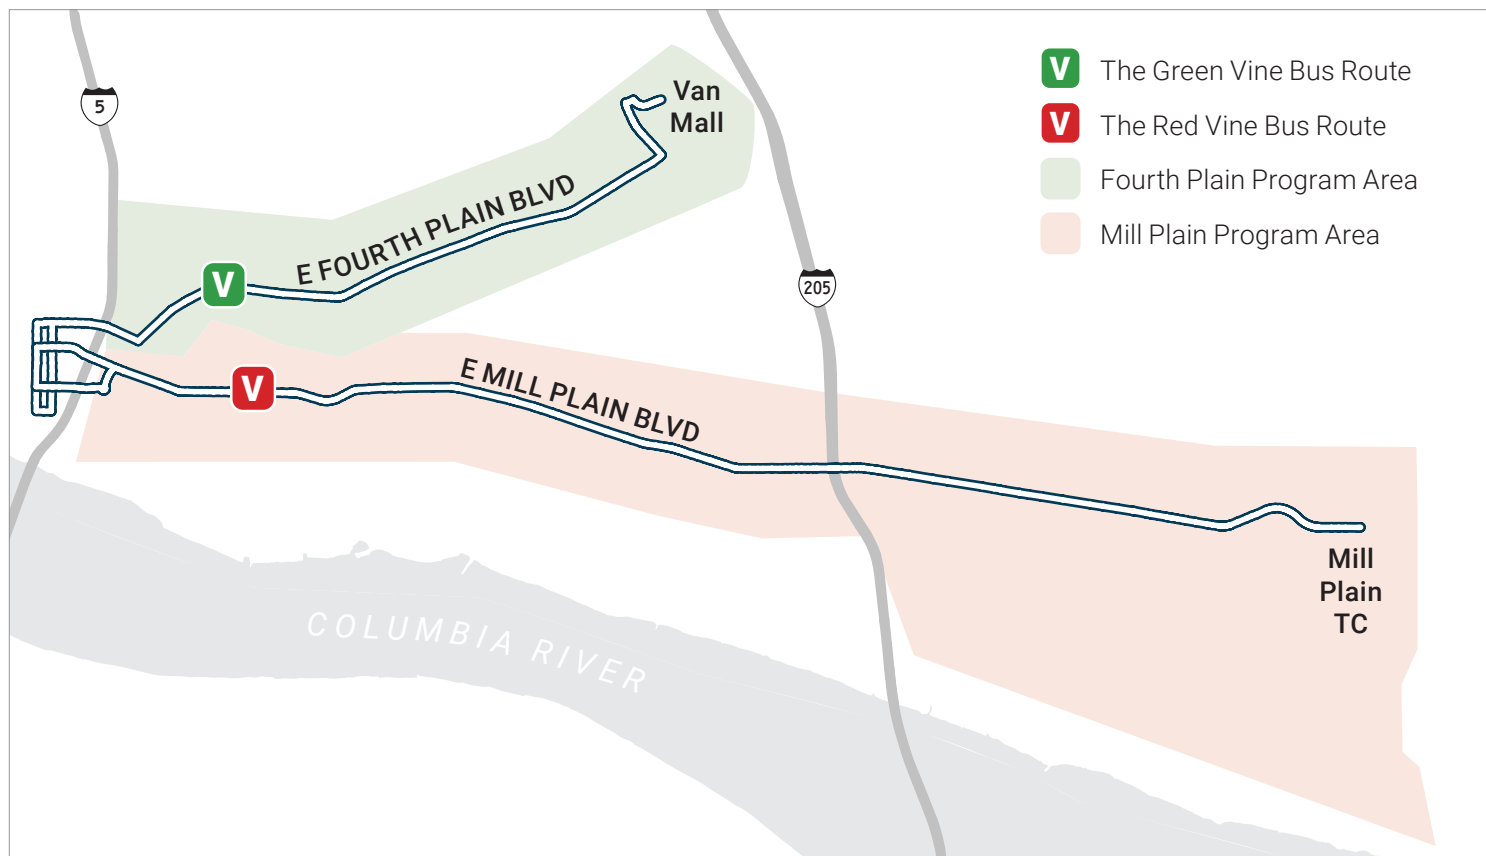 5
Van
Mall
E FOURTH PLAIN BLVD
V
V
E MILL PLAIN BLVD
205
Mill
Plain
TC
COLUMBIA RIVER
V The Green Vine Bus Route
V The Red Vine Bus Route
Fourth Plain Program Area
Mill Plain Program Area